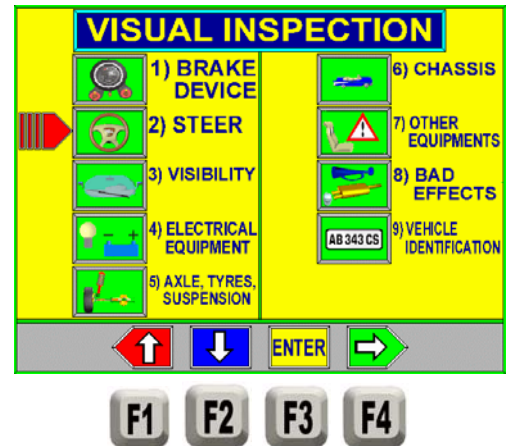 VISUAL INSPECTION
1) BRAKE
DEVICE
2) STEER
3) VISIBILITY
4) ELECTRICAL
EQUIPMENT
5) AXLE, TYRES,
SUSPENSION
6) CHASSIS
7) OTHER
EQUIPMENTS
8) BAD
EFFECTS
AB 343 CS
9) VEHICLE
IDENTIFICATION
ENTER
F1 F2 F3 F4